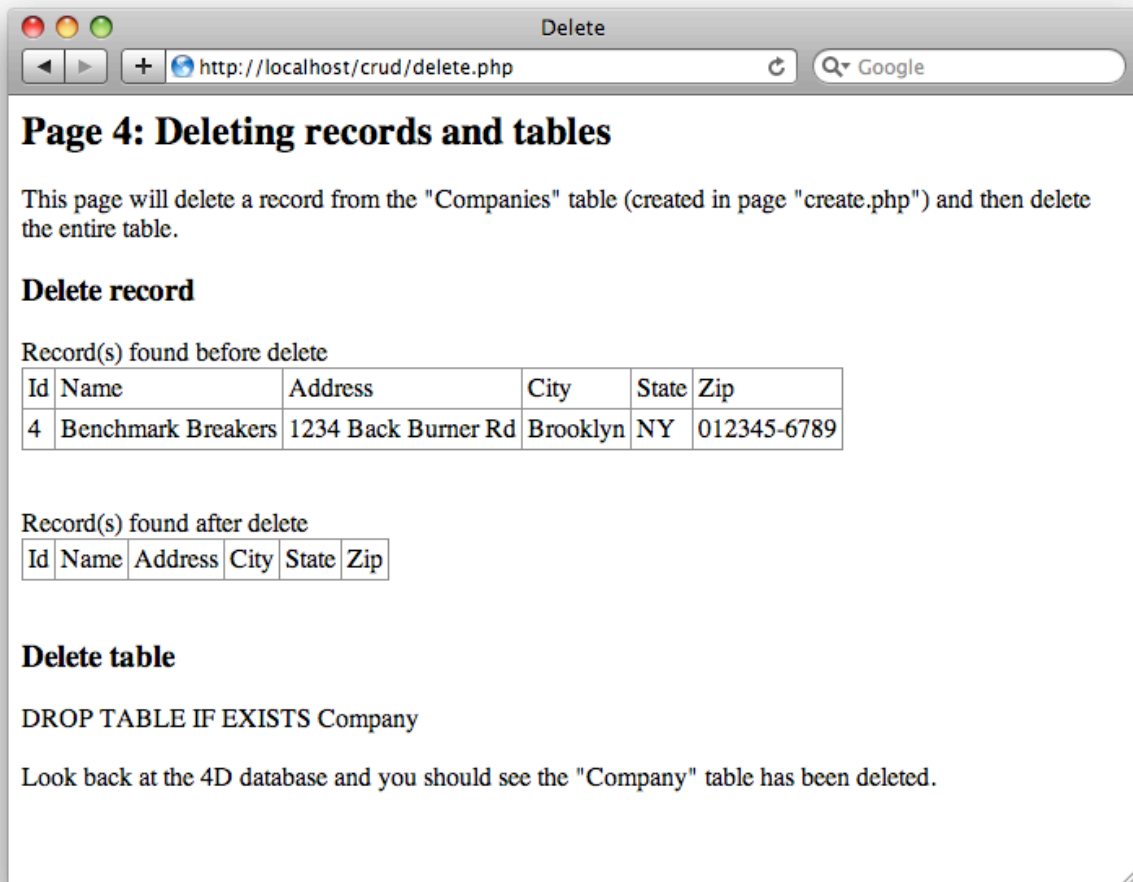 Delete
http://localhost/crud/delete.php
Google
Page 4: Deleting records and tables
This page will delete a record from the "Companies" table (created in page "create.php") and then delete
the entire table.
Delete record
Record(s) found before delete
Id Name Address City State Zip
4 Benchmark Breakers 1234 Back Burner Rd Brooklyn NY 012345-6789
Record(s) found after delete
Id Name Address City State Zip
Delete table
DROP TABLE IF EXISTS Company
Look back at the 4D database and you should see the "Company" table has been deleted.